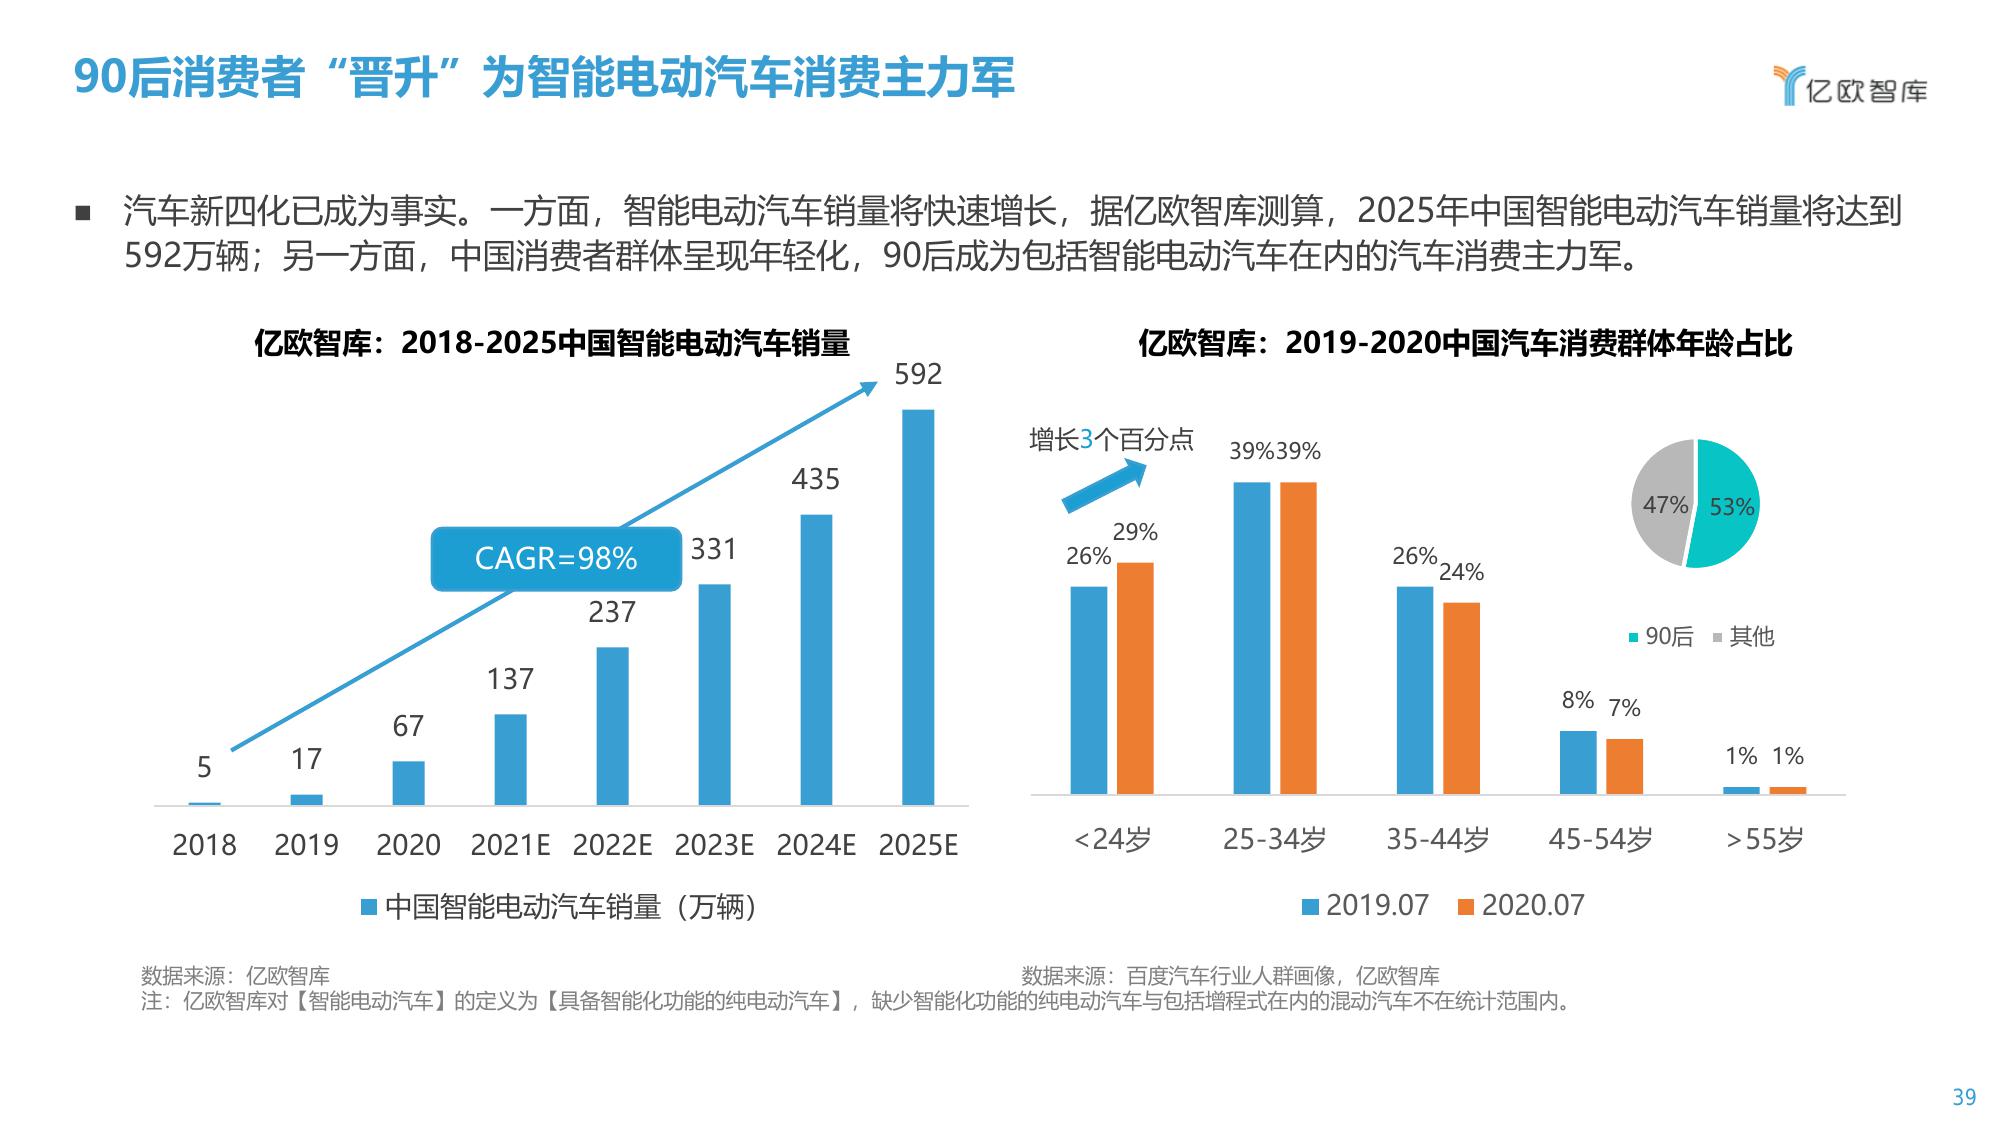 90后消费者“晋升”为智能电动汽车消费主力军
亿欧智库
■ 汽车新四化已成为事实。一方面，智能电动汽车销量将快速增长，据亿欧智库测算，2025年中国智能电动汽车销量将达到
592万辆；另一方面，中国消费者群体呈现年轻化，90后成为包括智能电动汽车在内的汽车消费主力军。
亿欧智库：2018-2025中国智能电动汽车销量
592
435
CAGR=98%
331
237
137
67
17
5
2018 2019 2020 2021E 2022E 2023E 2024E 2025E
中国智能电动汽车销量（万辆）
亿欧智库：2019-2020中国汽车消费群体年龄占比
增长3个百分点
39% 39%
26% 29%
26% 24%
8% 7%
1% 1%
47% 53%
90后 其他
<24岁 25-34岁 35-44岁 45-54岁 >55岁
2019.07 2020.07
数据来源：亿欧智库
数据来源：百度汽车行业人群画像，亿欧智库
注：亿欧智库对【智能电动汽车】的定义为【具备智能化功能的纯电动汽车】，缺少智能化功能的纯电动汽车与包括增程式在内的混动汽车不在统计范围内。
39